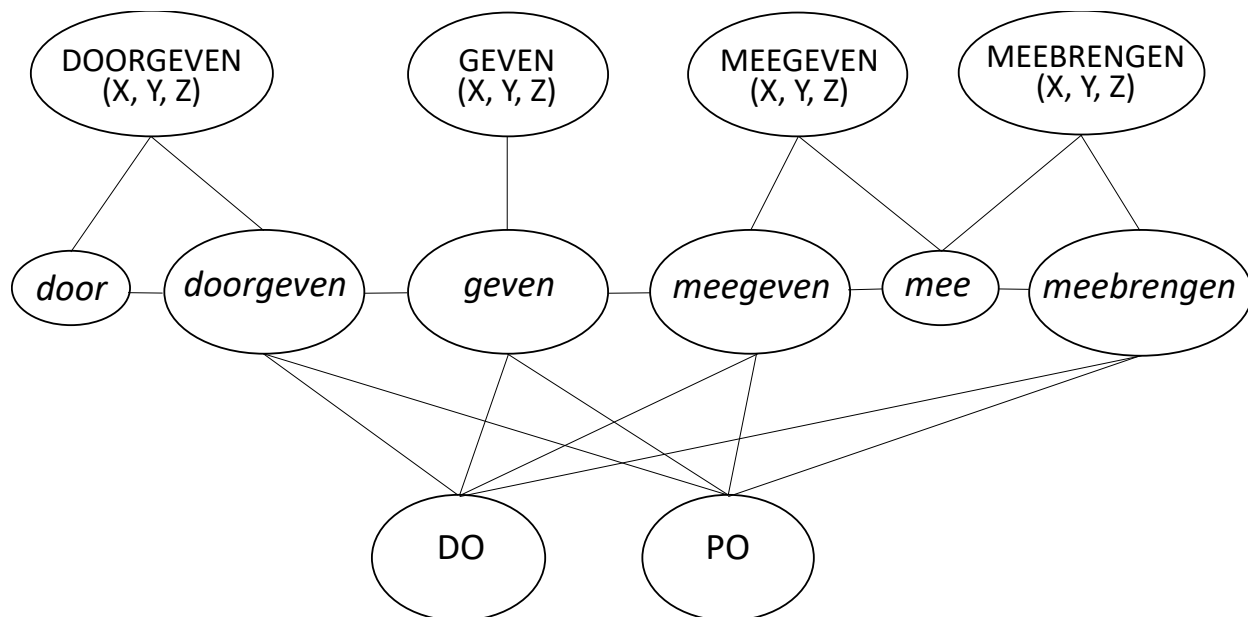 DOORGEVEN
(X, Y, Z)
GEVEN
(X, Y, Z)
MEEGEVEN
(X, Y, Z)
MEEBRENGEN
(X, Y, Z)
door
doorgeven
geven
meegeven
mee
meebrengen
DO
PO